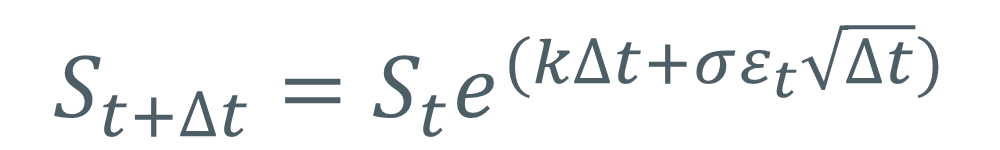 S_{t+Δt} = S_t e^{(kΔt+σε_t√Δt)}